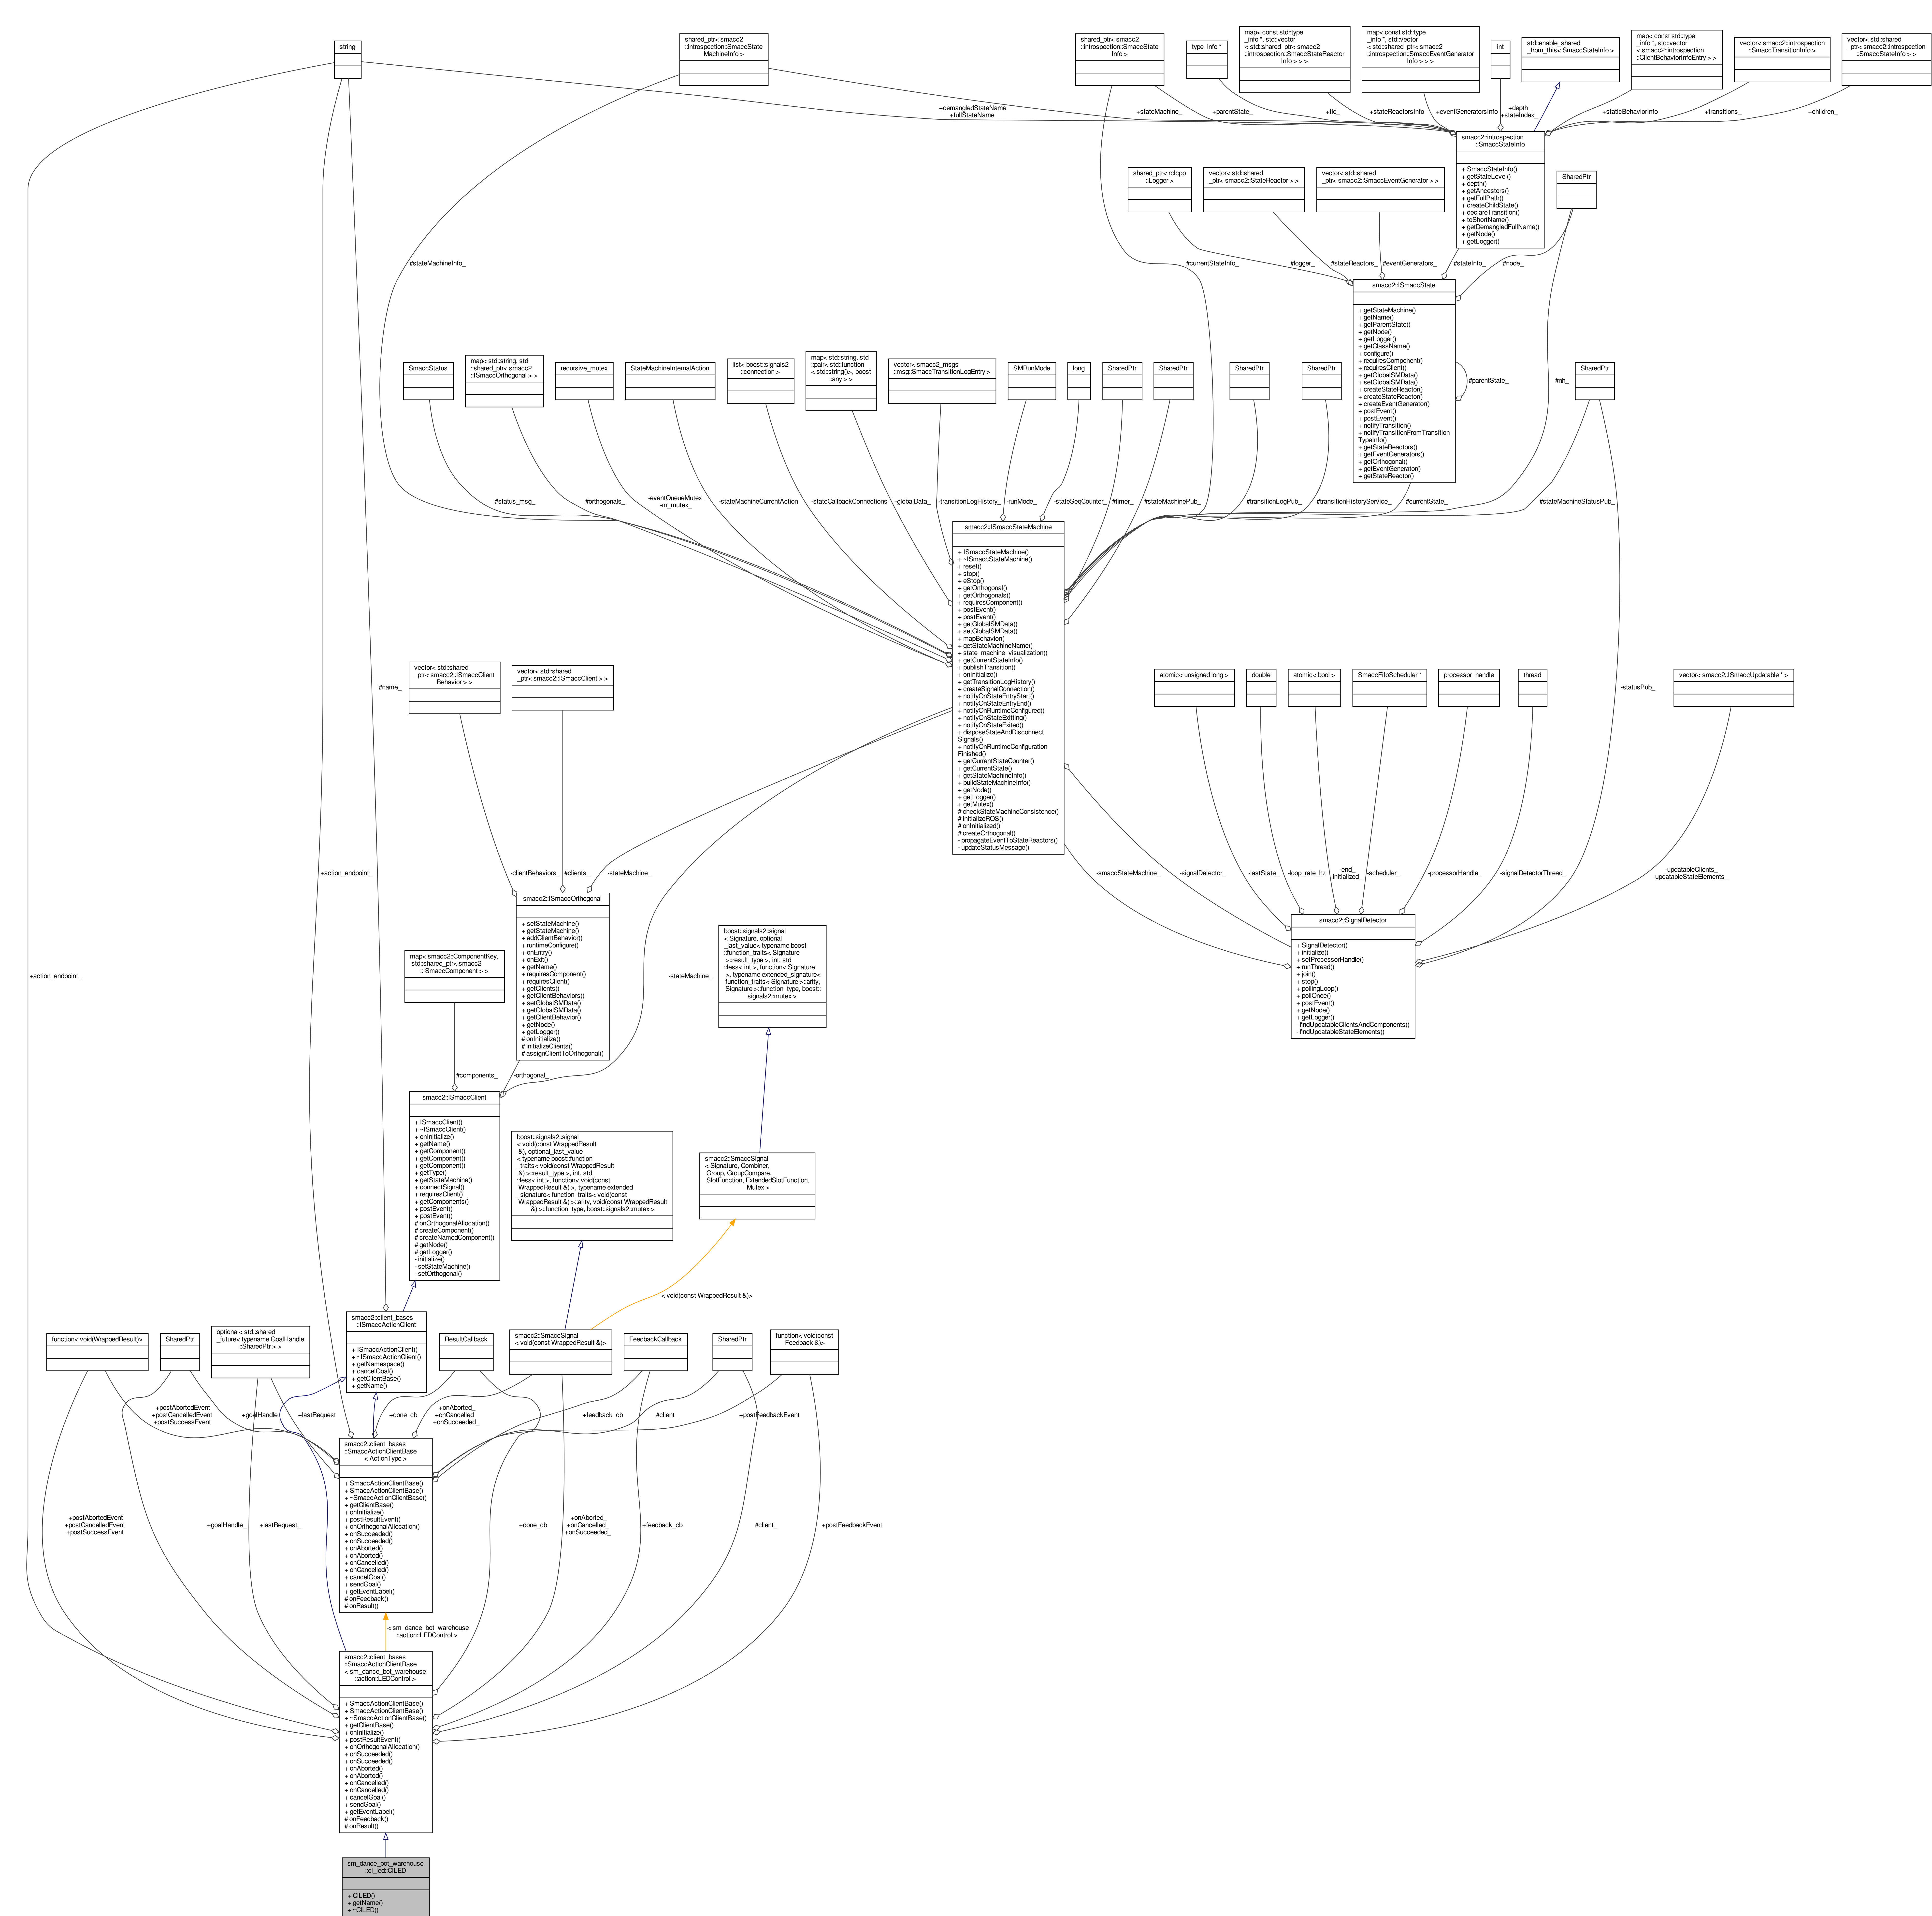 string
shared_ptr< smacc2
::introspection::SmaccState
MachineInfo >
shared_ptr< smacc2
::introspection::SmaccState
Info >
type_info *
map< const std::type
_info *, std::vector
< std::shared_ptr< smacc2
::introspection::SmaccStateReactor
Info > > >
map< const std::type
_info *, std::vector
< std::shared_ptr< smacc2
::introspection::SmaccEventGenerator
Info > > >
int
std::enable_shared
_from_this< SmaccStateInfo >
map< const std::type
_info *, std::vector
< smacc2::introspection
::ClientBehaviorInfoEntry > >
vector< smacc2::introspection
::SmaccTransitionInfo >
vector< std::shared
_ptr< smacc2::introspection
::SmaccStateInfo > >
+demangledStateName
+fullStateName
+stateMachine_
+parentState_
+tid_
+stateReactorsInfo
+eventGeneratorsInfo
+depth_
+stateIndex_
+staticBehaviorInfo
+transitions_
+children_
smacc2::introspection
::SmaccStateInfo
+ SmaccStateInfo()
+ getStateLevel()
+ depth()
+ getAncestors()
+ getFullPath()
+ createChildState()
+ declareTransition()
+ toShortName()
+ getDemangledFullName()
+ getNode()
+ getLogger()
shared_ptr< rclcpp
::Logger >
vector< std::shared
_ptr< smacc2::StateReactor > >
vector< std::shared
_ptr< smacc2::SmaccEventGenerator > >
SharedPtr
#stateMachineInfo_
#currentStateInfo_
#logger_
#stateReactors_
#eventGenerators_
#stateInfo_
#node_
smacc2::ISmaccState
+ getStateMachine()
+ getName()
+ getParentState()
+ getNode()
+ getLogger()
+ getClassName()
+ configure()
+ requiresComponent()
+ requiresClient()
+ getGlobalSMData()
+ setGlobalSMData()
+ createStateReactor()
+ createStateReactor()
+ createEventGenerator()
+ postEvent()
+ postEvent()
+ notifyTransition()
+ notifyTransitionFromTransition
TypeInfo()
+ getStateReactors()
+ getEventGenerators()
+ getOrthogonal()
+ getEventGenerator()
+ getStateReactor()
#parentState_
#nh_
SmaccStatus
map< std::string, std
::shared_ptr< smacc2
::ISmaccOrthogonal > >
recursive_mutex
StateMachineInternalAction
list< boost::signals2
::connection >
map< std::string, std
::pair< std::function
< std::string()>, boost
::any > >
vector< smacc2_msgs
::msg::SmaccTransitionLogEntry >
SMRunMode
long
SharedPtr
SharedPtr
SharedPtr
SharedPtr
SharedPtr
#status_msg_
#orthogonals_
-eventQueueMutex_
-m_mutex_
-stateMachineCurrentAction
-stateCallbackConnections
-globalData_
-transitionLogHistory_
-runMode_
-stateSeqCounter_
#timer_
#stateMachinePub_
#transitionLogPub_
#transitionHistoryService_
#currentState_
#stateMachineStatusPub_
smacc2::ISmaccStateMachine
+ ISmaccStateMachine()
+ ~ISmaccStateMachine()
+ reset()
+ stop()
+ eStop()
+ getOrthogonal()
+ getOrthogonals()
+ requiresComponent()
+ postEvent()
+ postEvent()
+ getGlobalSMData()
+ setGlobalSMData()
+ mapBehavior()
+ getStateMachineName()
+ state_machine_visualization()
+ getCurrentStateInfo()
+ publishTransition()
+ onInitialize()
+ getTransitionLogHistory()
+ createSignalConnection()
+ notifyOnStateEntryStart()
+ notifyOnStateEntryEnd()
+ notifyOnRuntimeConfigured()
+ notifyOnStateExitting()
+ notifyOnStateExited()
+ disposeStateAndDisconnect
Signals()
+ notifyOnRuntimeConfiguration
Finished()
+ getCurrentStateCounter()
+ getCurrentState()
+ getStateMachineInfo()
+ buildStateMachineInfo()
+ getNode()
+ getLogger()
+ getMutex()
# checkStateMachineConsistence()
# initializeROS()
# onInitialized()
# createOrthogonal()
- propagateEventToStateReactors()
- updateStatusMessage()
#name_
vector< std::shared
_ptr< smacc2::ISmaccClient
Behavior > >
vector< std::shared
_ptr< smacc2::ISmaccClient > >
atomic< unsigned long >
double
atomic< bool >
SmaccFifoScheduler *
processor_handle
thread
-statusPub_
vector< smacc2::ISmaccUpdatable * >
+action_endpoint_
-clientBehaviors_
#clients_
-stateMachine_
-smaccStateMachine_
-signalDetector_
-lastState_
-loop_rate_hz
-end_
-initialized_
-scheduler_
-processorHandle_
-signalDetectorThread_
-updatableClients_
-updatableStateElements_
smacc2::ISmaccOrthogonal
+ setStateMachine()
+ getStateMachine()
+ addClientBehavior()
+ runtimeConfigure()
+ onEntry()
+ onExit()
+ getName()
+ requiresComponent()
+ requiresClient()
+ getClients()
+ getClientBehaviors()
+ setGlobalSMData()
+ getGlobalSMData()
+ getClientBehavior()
+ getNode()
+ getLogger()
# onInitialize()
# initializeClients()
# assignClientToOrthogonal()
smacc2::SignalDetector
+ SignalDetector()
+ initialize()
+ setProcessorHandle()
+ runThread()
+ join()
+ stop()
+ pollingLoop()
+ pollOnce()
+ postEvent()
+ getNode()
+ getLogger()
- findUpdatableClientsAndComponents()
- findUpdatableStateElements()
boost::signals2::signal
< Signature, optional
_last_value< typename boost
::function_traits< Signature
>::result_type >, int, std
::less< int >, function< Signature
>, typename extended_signature<
function_traits< Signature >::arity,
Signature >::function_type, boost::
signals2::mutex >
map< smacc2::ComponentKey,
std::shared_ptr< smacc2
::ISmaccComponent > >
+action_endpoint_
-stateMachine_
#components_
-orthogonal_
smacc2::ISmaccClient
+ ISmaccClient()
+ ~ISmaccClient()
+ onInitialize()
+ getName()
+ getComponent()
+ getComponent()
+ getComponent()
+ getType()
+ getStateMachine()
+ connectSignal()
+ requiresClient()
+ getComponents()
+ postEvent()
+ postEvent()
# onOrthogonalAllocation()
# createComponent()
# createNamedComponent()
# getNode()
# getLogger()
- initialize()
- setStateMachine()
- setOrthogonal()
boost::signals2::signal
< void(const WrappedResult
&), optional_last_value
< typename boost::function
_traits< void(const WrappedResult
&) >::result_type >, int, std
::less< int >, function< void(const
WrappedResult &) >, typename extended
_signature< function_traits< void(const
WrappedResult &) >::arity, void(const WrappedResult
&) >::function_type, boost::signals2::mutex >
smacc2::SmaccSignal
< Signature, Combiner,
Group, GroupCompare,
SlotFunction, ExtendedSlotFunction,
Mutex >
< void(const WrappedResult &)>
function< void(WrappedResult)>
SharedPtr
optional< std::shared
_future< typename GoalHandle
::SharedPtr > >
smacc2::client_bases
::ISmaccActionClient
+ ISmaccActionClient()
+ ~ISmaccActionClient()
+ getNamespace()
+ cancelGoal()
+ getClientBase()
+ getName()
ResultCallback
smacc2::SmaccSignal
< void(const WrappedResult &)>
FeedbackCallback
SharedPtr
function< void(const
Feedback &)>
+postAbortedEvent
+postCancelledEvent
+postSuccessEvent
+goalHandle_
+lastRequest_
+done_cb
+onAborted_
+onCancelled_
+onSucceeded_
+feedback_cb
#client_
+postFeedbackEvent
smacc2::client_bases
::SmaccActionClientBase
< ActionType >
+ SmaccActionClientBase()
+ SmaccActionClientBase()
+ ~SmaccActionClientBase()
+ getClientBase()
+ onInitialize()
+ postResultEvent()
+ onOrthogonalAllocation()
+ onSucceeded()
+ onSucceeded()
+ onAborted()
+ onAborted()
+ onCancelled()
+ onCancelled()
+ cancelGoal()
+ sendGoal()
+ getEventLabel()
# onFeedback()
# onResult()
+postAbortedEvent
+postCancelledEvent
+postSuccessEvent
+goalHandle_
+lastRequest_
+done_cb
+onAborted_
+onCancelled_
+onSucceeded_
+feedback_cb
#client_
+postFeedbackEvent
< sm_dance_bot_warehouse
::action::LEDControl >
smacc2::client_bases
::SmaccActionClientBase
< sm_dance_bot_warehouse
::action::LEDControl >
+ SmaccActionClientBase()
+ SmaccActionClientBase()
+ ~SmaccActionClientBase()
+ getClientBase()
+ onInitialize()
+ postResultEvent()
+ onOrthogonalAllocation()
+ onSucceeded()
+ onSucceeded()
+ onAborted()
+ onAborted()
+ onCancelled()
+ onCancelled()
+ cancelGoal()
+ sendGoal()
+ getEventLabel()
# onFeedback()
# onResult()
sm_dance_bot_warehouse
::cl_led::ClLED
+ ClLED()
+ getName()
+ ~ClLED()